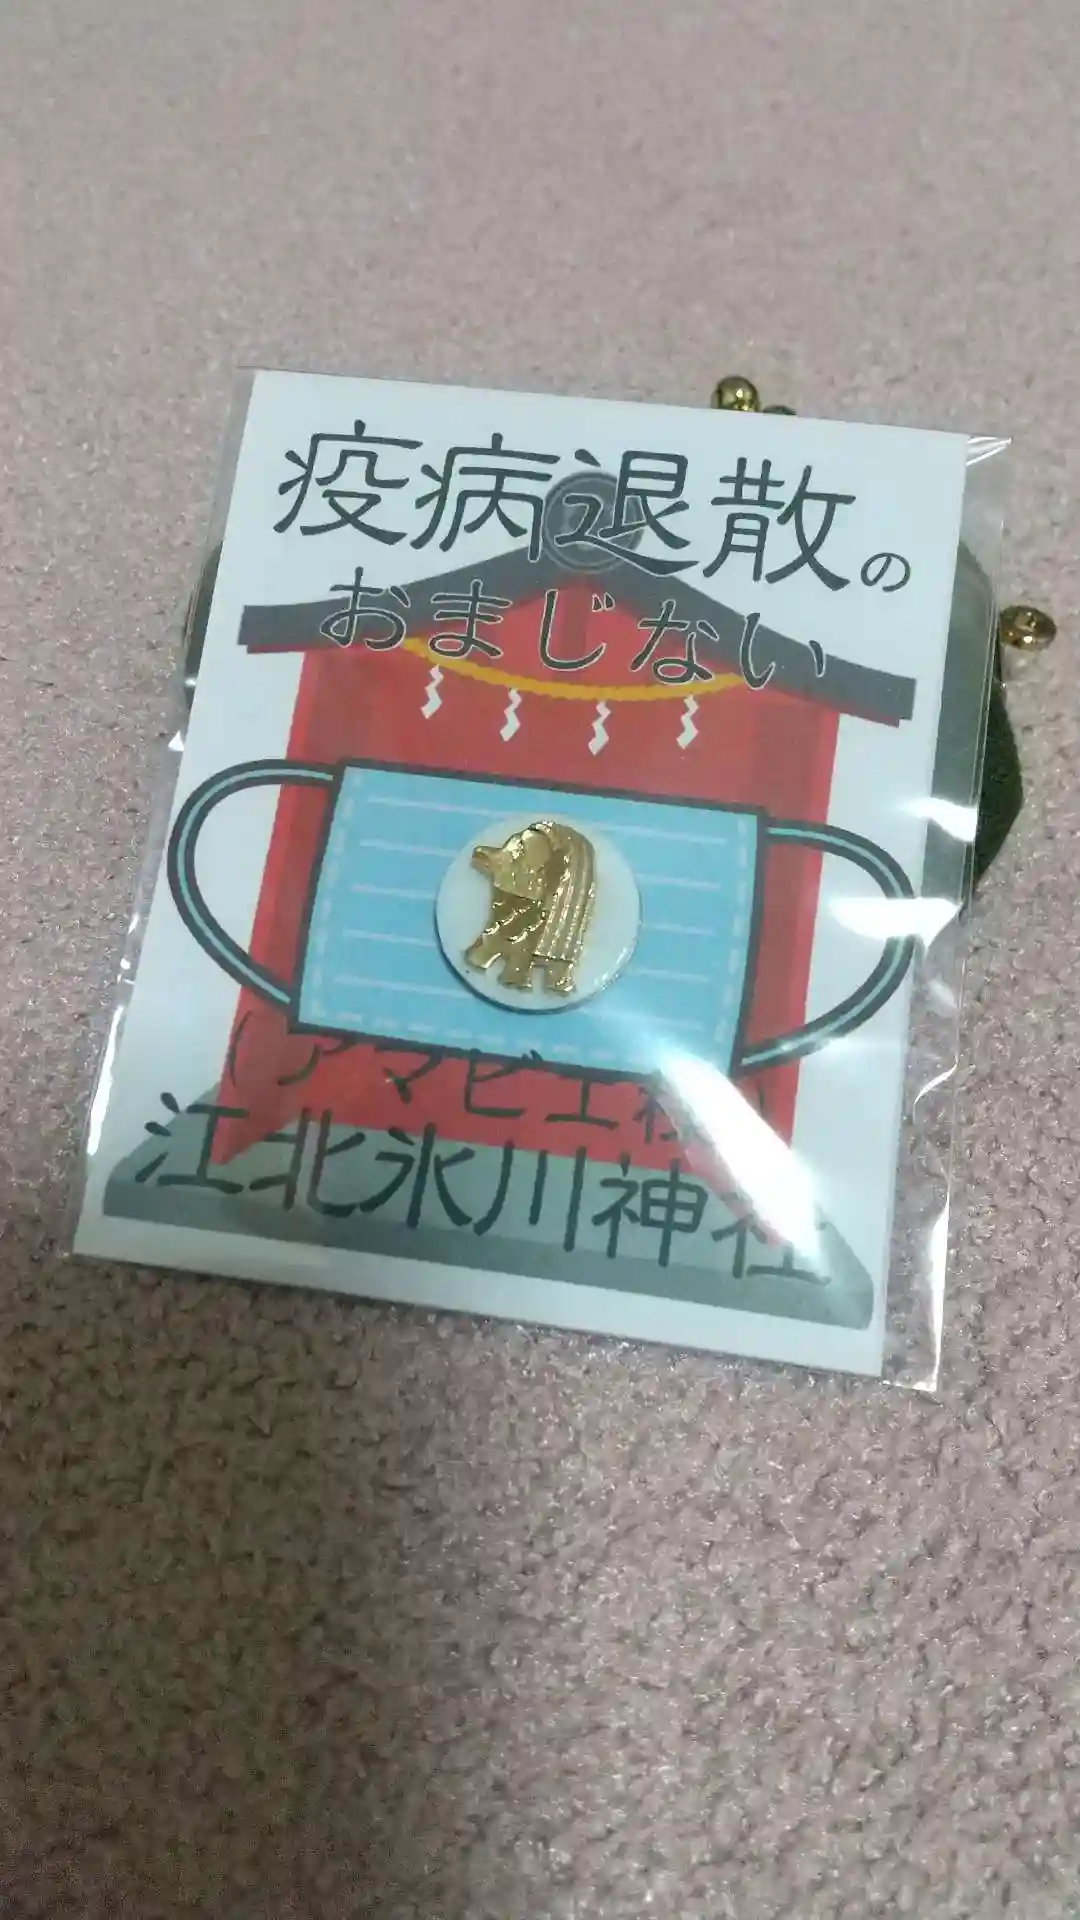 疫病退散の
おまじない
(アマビエ様)
江北氷川神社